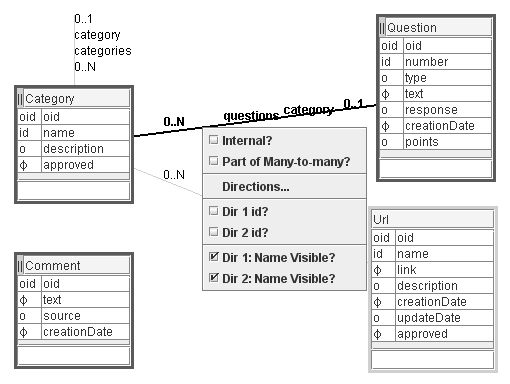 0..1
category
categories
0..N
Category
oid oid
id name
o description
ϕ approved
0..N questions category 0..1
0..N
Question
oid oid
id number
o type
ϕ text
o response
ϕ creationDate
o points
Internal?
Part of Many-to-many?
Directions...
Dir 1 id?
Dir 2 id?
Dir 1: Name Visible?
Dir 2: Name Visible?
Comment
oid oid
ϕ text
o source
ϕ creationDate
Url
oid oid
id name
ϕ link
o description
ϕ creationDate
o updateDate
ϕ approved